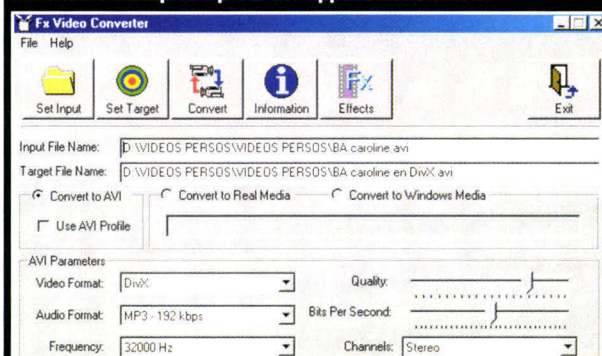 Fx Video Converter
File Help
Set Input Set Target Convert Information Effects Exit
Input File Name: D:\VIDEOS PERSOS\VIDEOS PERSOS\BA caroline.avi
Target File Name: D:\VIDEOS PERSOS\VIDEOS PERSOS\BA caroline en DivX.avi
Convert to AVI Convert to Real Media Convert to Windows Media
Use AVI Profile
AVI Parameters
Video Format: DivX Quality:
Audio Format: MP3 - 192 kbps Bits Per Second:
Frequency: 32000 Hz Channels: Stereo